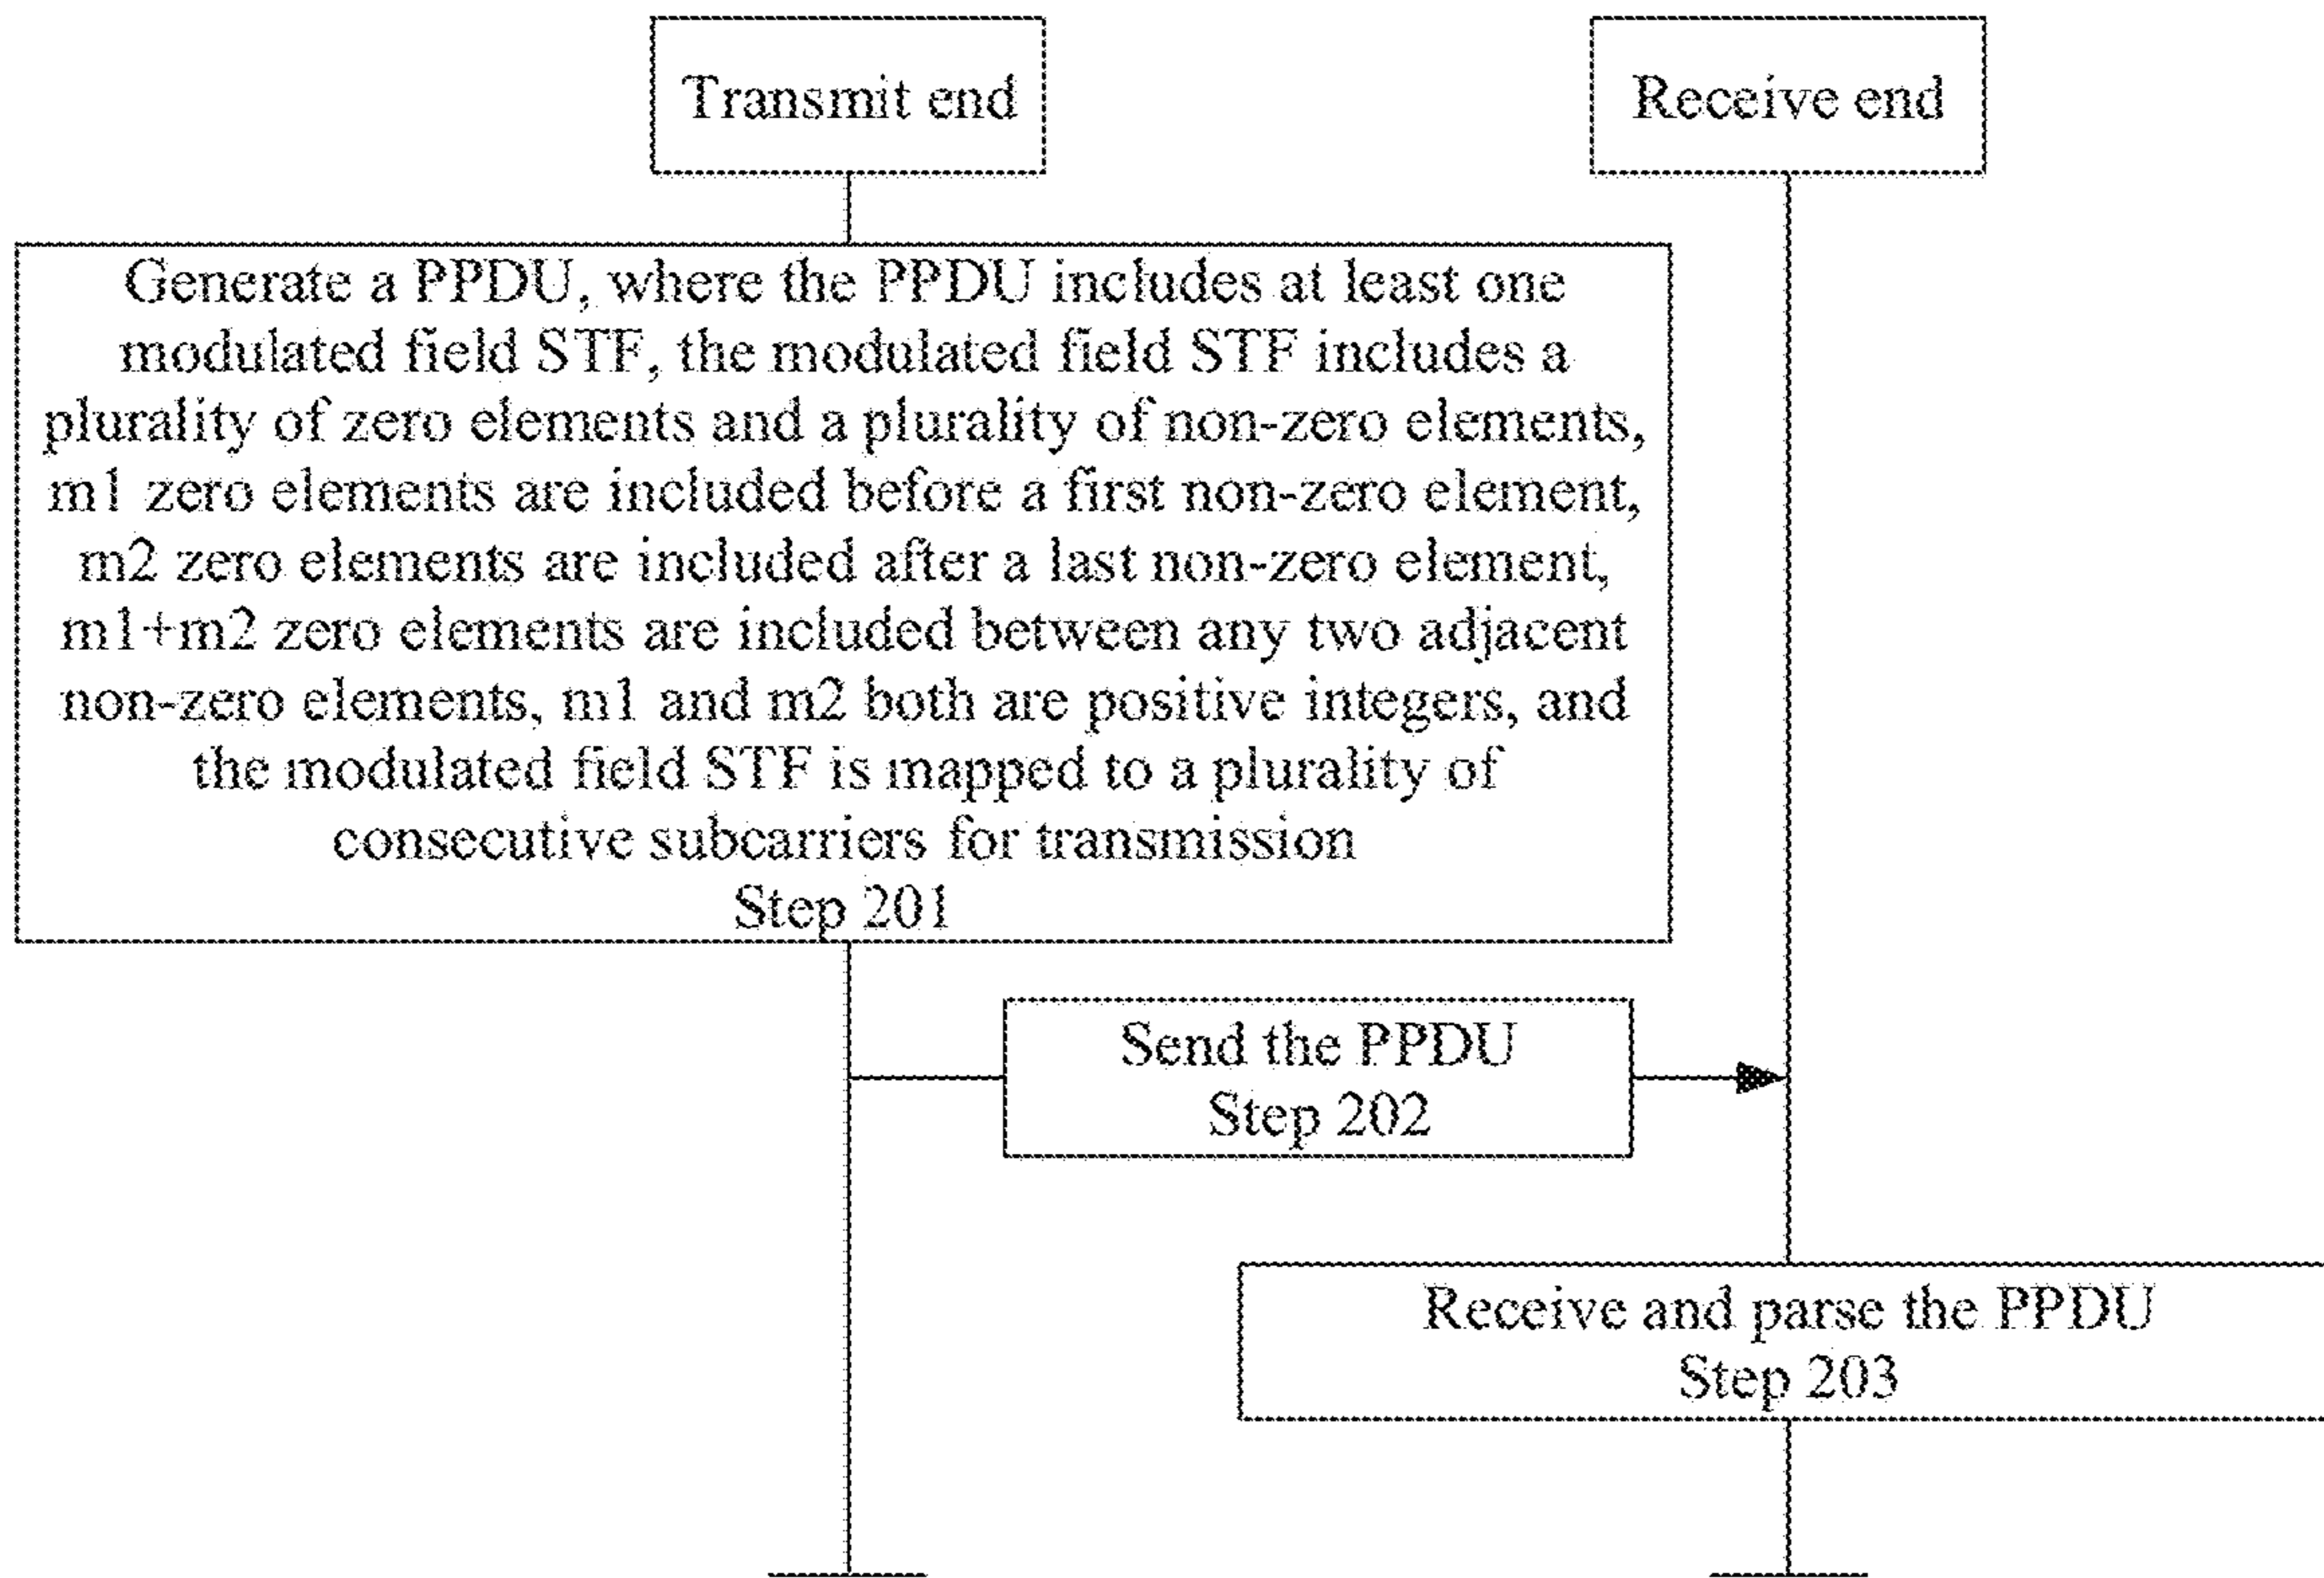 Transmit end
Receive end
Generate a PPDU, where the PPDU includes at least one
modulated field STF, the modulated field STF includes a
plurality of zero elements and a plurality of non-zero elements,
m1 zero elements are included before a first non-zero element,
m2 zero elements are included after a last non-zero element,
m1+m2 zero elements are included between any two adjacent
non-zero elements, m1 and m2 both are positive integers, and
the modulated field STF is mapped to a plurality of
consecutive subcarriers for transmission
Step 201
Send the PPDU
Step 202
Receive and parse the PPDU
Step 203